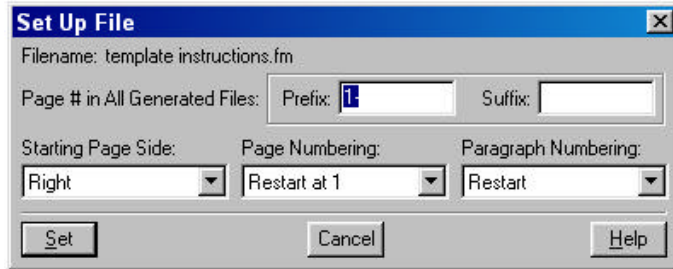 Set Up File
Filename: template instructions.fm
Page # in All Generated Files: Prefix: 1- Suffix:
Starting Page Side: Page Numbering: Paragraph Numbering:
Right Restart at 1 Restart
Set Cancel Help